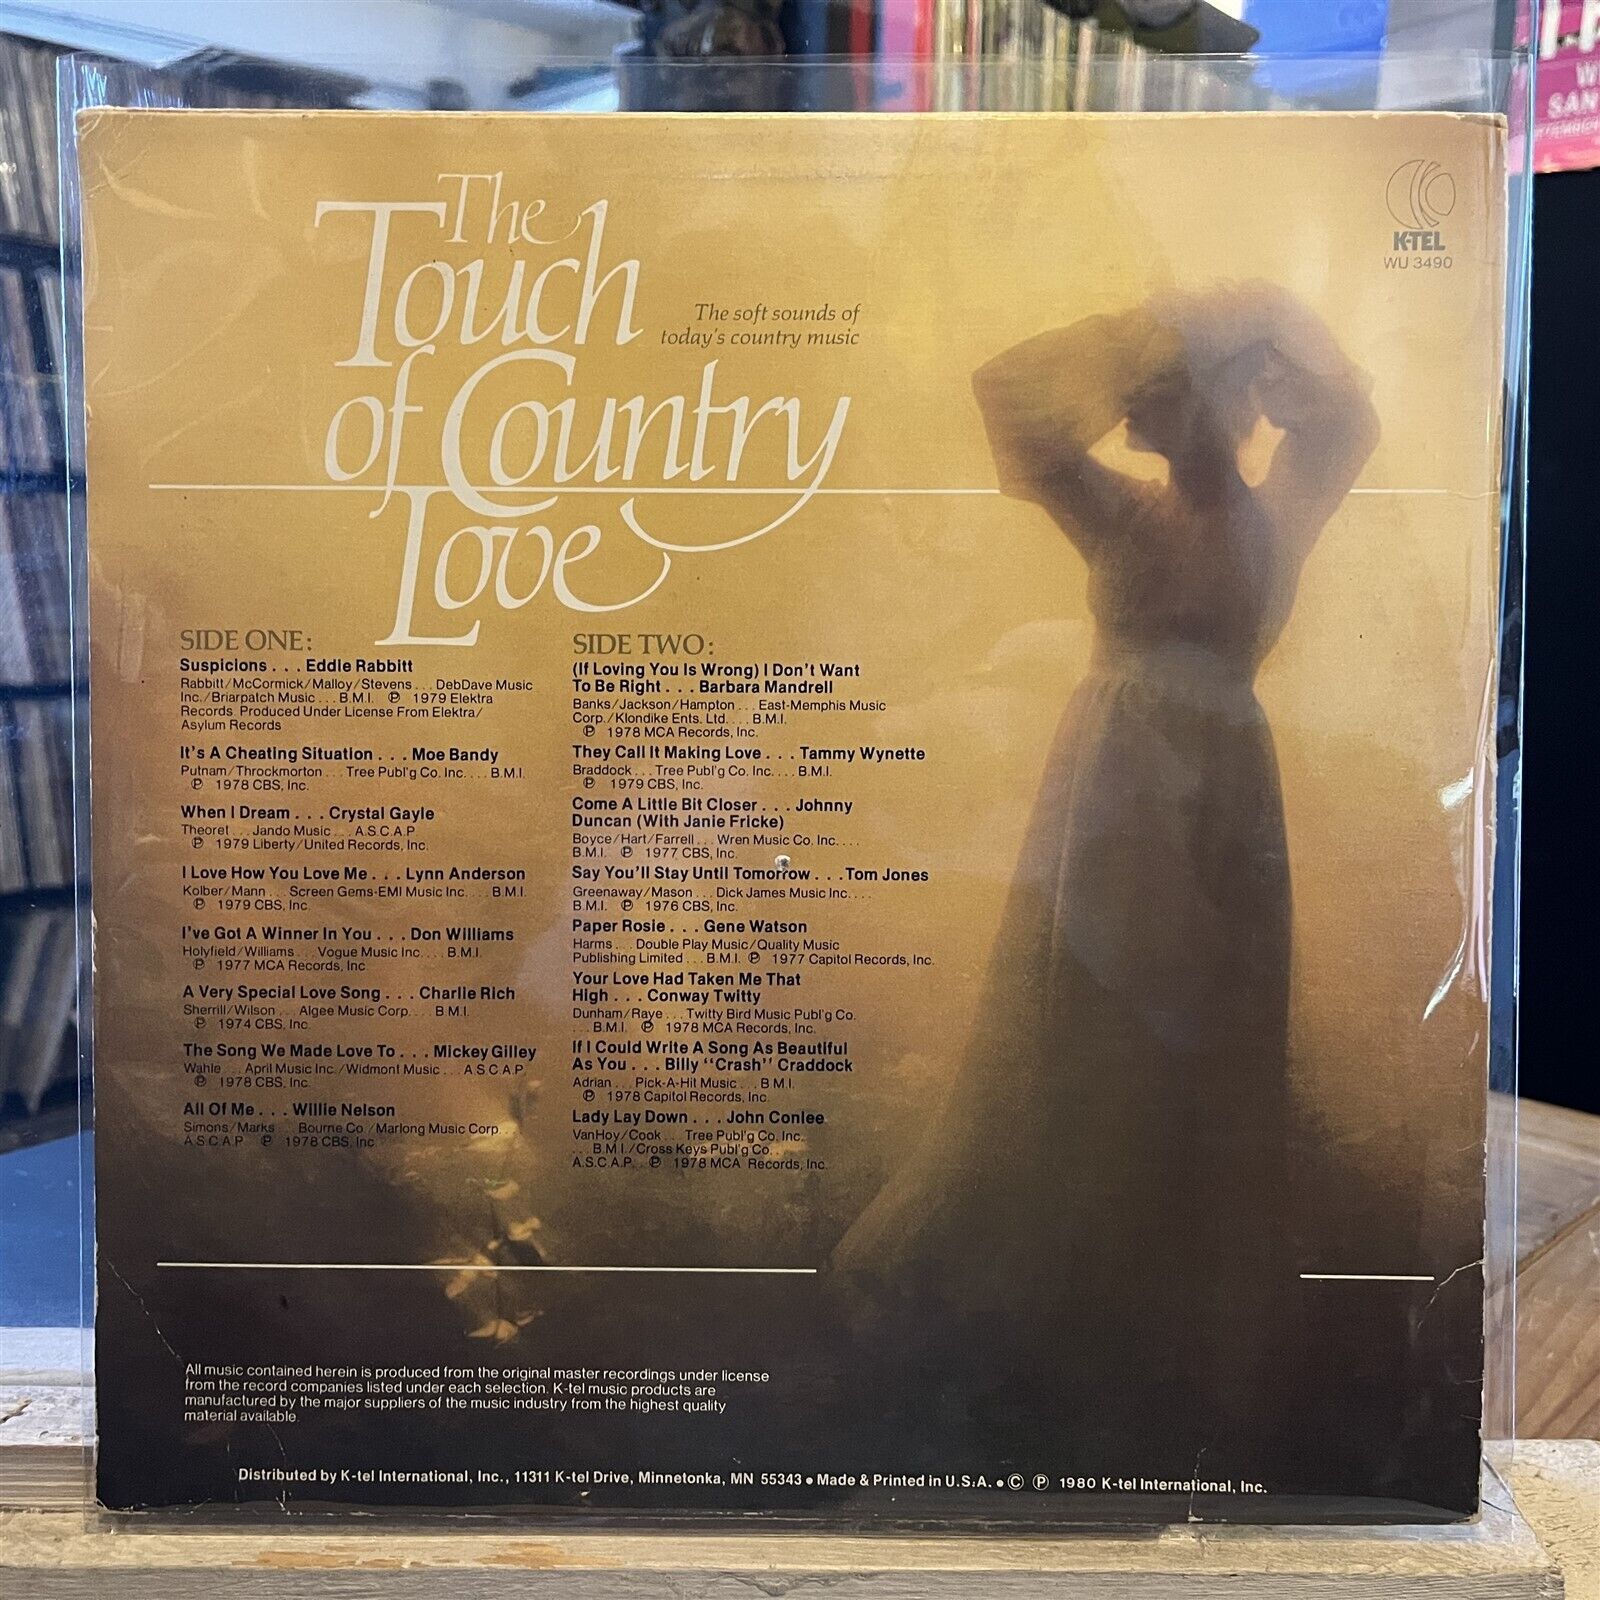 The
Touch
of Country
Love
The soft sounds of
today's country music
K-TEL
WU 3490
SIDE ONE:
Suspicions . . . Eddie Rabbitt
Rabbitt/McCormick/Malloy/Stevens . . . DebDave Music
Inc./Briarpatch Music . . . B.M.I. ℗ 1979 Elektra
Records. Produced Under License From Elektra/
Asylum Records
It's A Cheating Situation . . . Moe Bandy
Putnam/Throckmorton . . . Tree Publ'g Co. Inc. . . . B.M.I.
℗ 1978 CBS, Inc.
When I Dream . . . Crystal Gayle
Theoret . . . Jando Music . . . A.S.C.A.P.
℗ 1979 Liberty/United Records, Inc.
I Love How You Love Me . . . Lynn Anderson
Kolber/Mann . . . Screen Gems-EMI Music Inc. . . . B.M.I.
℗ 1979 CBS, Inc.
I've Got A Winner In You . . . Don Williams
Holyfield/Williams . . . Vogue Music Inc. . . . B.M.I.
℗ 1977 MCA Records, Inc.
A Very Special Love Song . . . Charlie Rich
Sherrill/Wilson . . . Algee Music Corp. . . . B.M.I.
℗ 1974 CBS, Inc.
The Song We Made Love To . . . Mickey Gilley
Wahle . . . April Music Inc./Widmont Music . . . A.S.C.A.P.
℗ 1978 CBS, Inc.
All Of Me . . . Willie Nelson
Simons/Marks . . . Bourne Co./Marlong Music Corp. . .
A.S.C.A.P. ℗ 1978 CBS, Inc.
SIDE TWO:
(If Loving You Is Wrong) I Don't Want
To Be Right . . . Barbara Mandrell
Banks/Jackson/Hampton . . . East-Memphis Music
Corp./Klondike Ents. Ltd. . . . B.M.I.
℗ 1978 MCA Records, Inc.
They Call It Making Love . . . Tammy Wynette
Braddock . . . Tree Publ'g Co. Inc. . . . B.M.I.
℗ 1979 CBS, Inc.
Come A Little Bit Closer . . . Johnny
Duncan (With Janie Fricke)
Boyce/Hart/Farrell . . . Wren Music Co. Inc. . . .
B.M.I. ℗ 1977 CBS, Inc.
Say You'll Stay Until Tomorrow . . . Tom Jones
Greenaway/Mason . . . Dick James Music Inc. . . .
B.M.I. ℗ 1976 CBS, Inc.
Paper Rosie . . . Gene Watson
Harms . . . Double Play Music/Quality Music
Publishing Limited . . . B.M.I. ℗ 1977 Capitol Records, Inc.
Your Love Had Taken Me That
High . . . Conway Twitty
Dunham/Raye . . . Twitty Bird Music Publ'g Co.
. . . B.M.I. ℗ 1978 MCA Records, Inc.
If I Could Write A Song As Beautiful
As You . . . Billy "Crash" Craddock
Adrian . . . Pick-A-Hit Music . . . B.M.I.
℗ 1978 Capitol Records, Inc.
Lady Lay Down . . . John Conlee
VanHoy/Cook . . . Tree Publ'g Co. Inc.
. . . B.M.I./Cross Keys Publ'g Co. .
A.S.C.A.P. . ℗ 1978 MCA Records, Inc.
All music contained herein is produced from the original master recordings under license
from the record companies listed under each selection. K-tel music products are
manufactured by the major suppliers of the music industry from the highest quality
material available.
Distributed by K-tel International, Inc., 11311 K-tel Drive, Minnetonka, MN 55343 • Made & Printed in U.S.A. • © ℗ 1980 K-tel International, Inc.
SAN